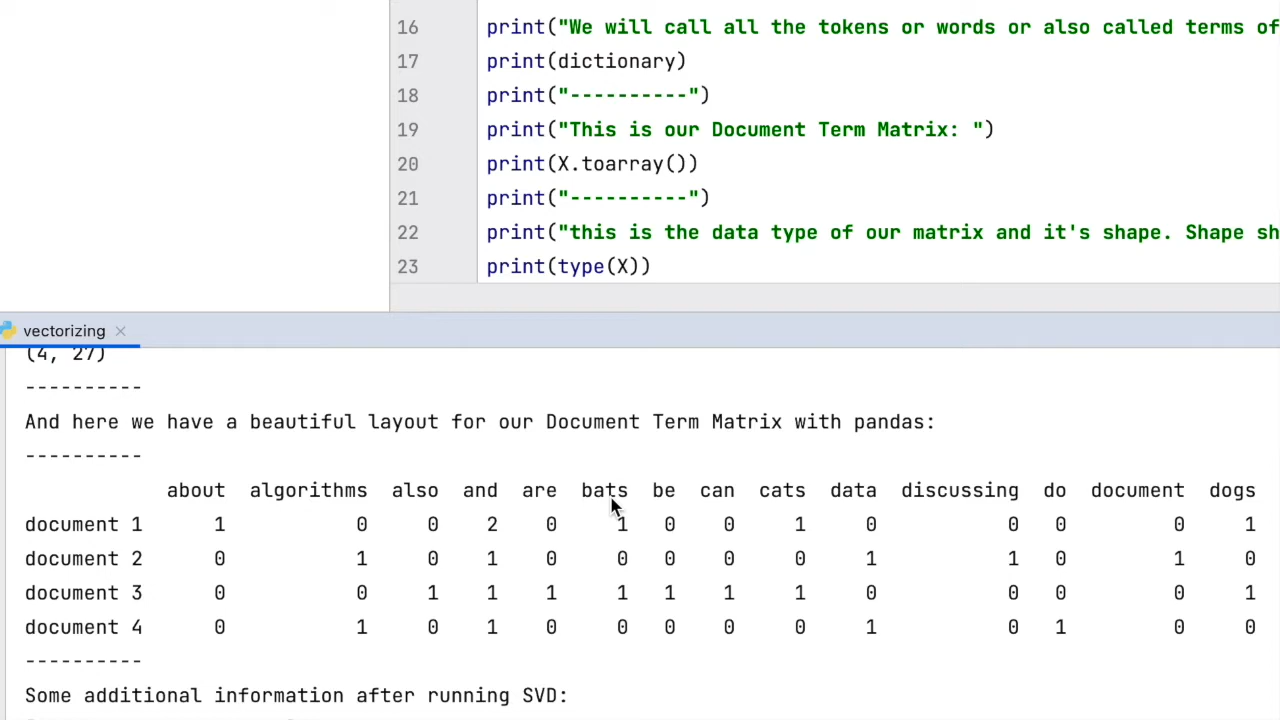 16 print("We will call all the tokens or words or also called terms of
17 print(dictionary)
18 print("----------")
19 print("This is our Document Term Matrix: ")
20 print(X.toarray())
21 print("----------")
22 print("this is the data type of our matrix and it's shape. Shape sh
23 print(type(X))
vectorizing
(4, 27)
----------
And here we have a beautiful layout for our Document Term Matrix with pandas:
----------
about algorithms also and are bats be can cats data discussing do document dogs
document 1 1 0 0 2 0 1 0 0 1 0 0 0 0 1
document 2 0 1 0 1 0 0 0 0 0 1 1 0 1 0
document 3 0 0 1 1 1 1 1 1 1 0 0 0 0 1
document 4 0 1 0 1 0 0 0 0 0 1 0 1 0 0
----------
Some additional information after running SVD: